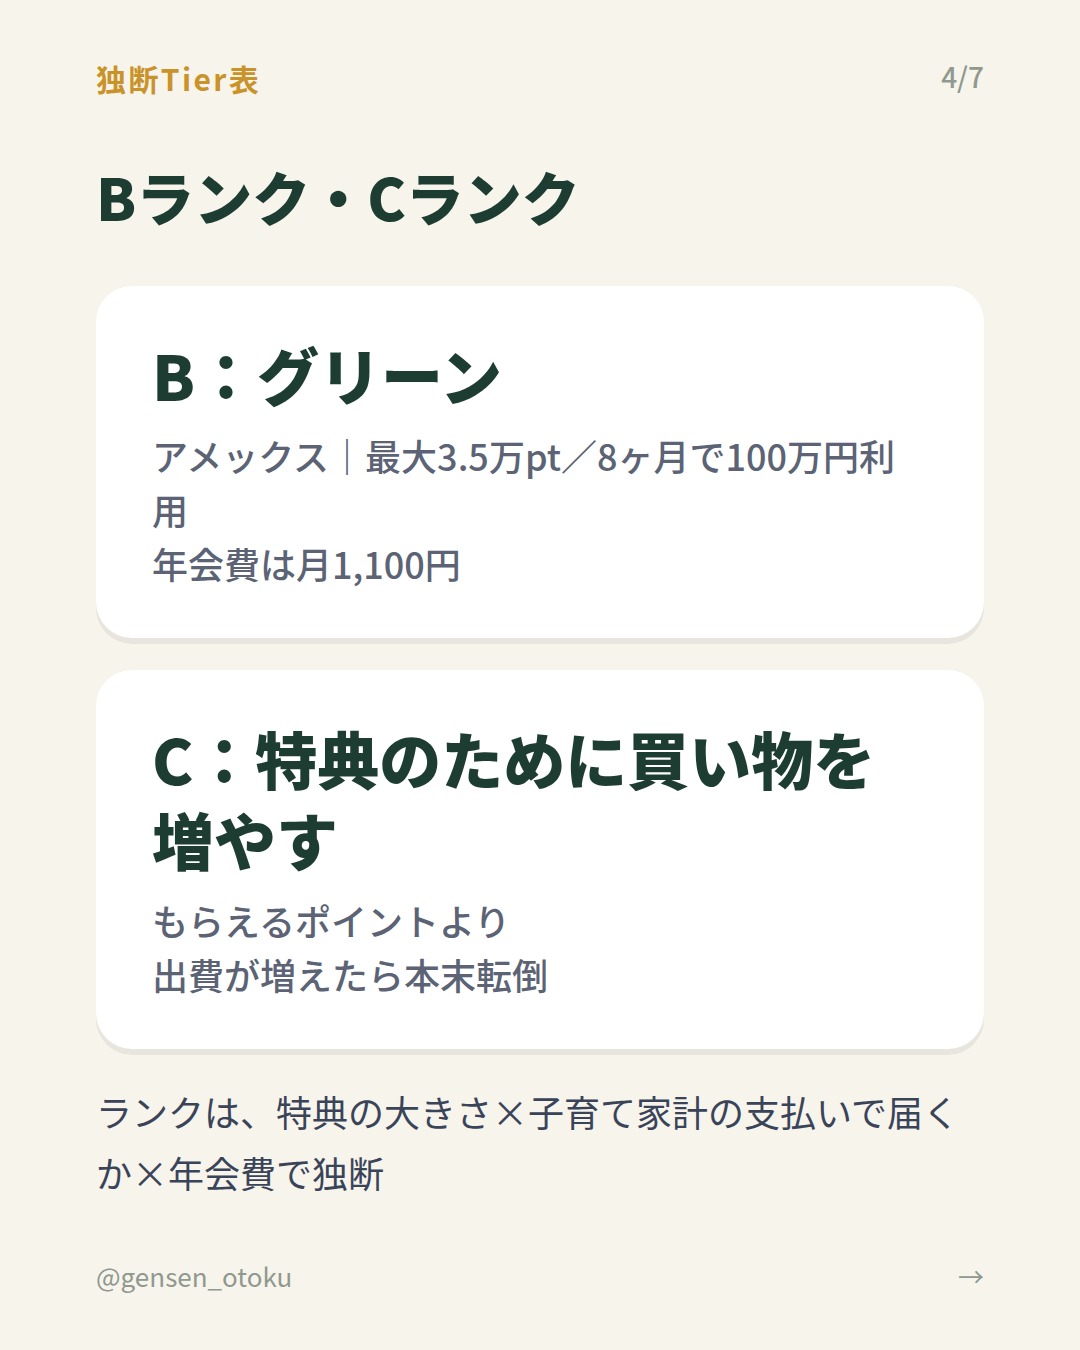 独断Tier表
4/7
Bランク・Cランク
B：グリーン
アメックス｜最大3.5万pt／8ヶ月で100万円利
用
年会費は月1,100円
C：特典のために買い物を
増やす
もらえるポイントより
出費が増えたら本末転倒
ランクは、特典の大きさ×子育て家計の支払いで届く
か×年会費で独断
@gensen_otoku
→